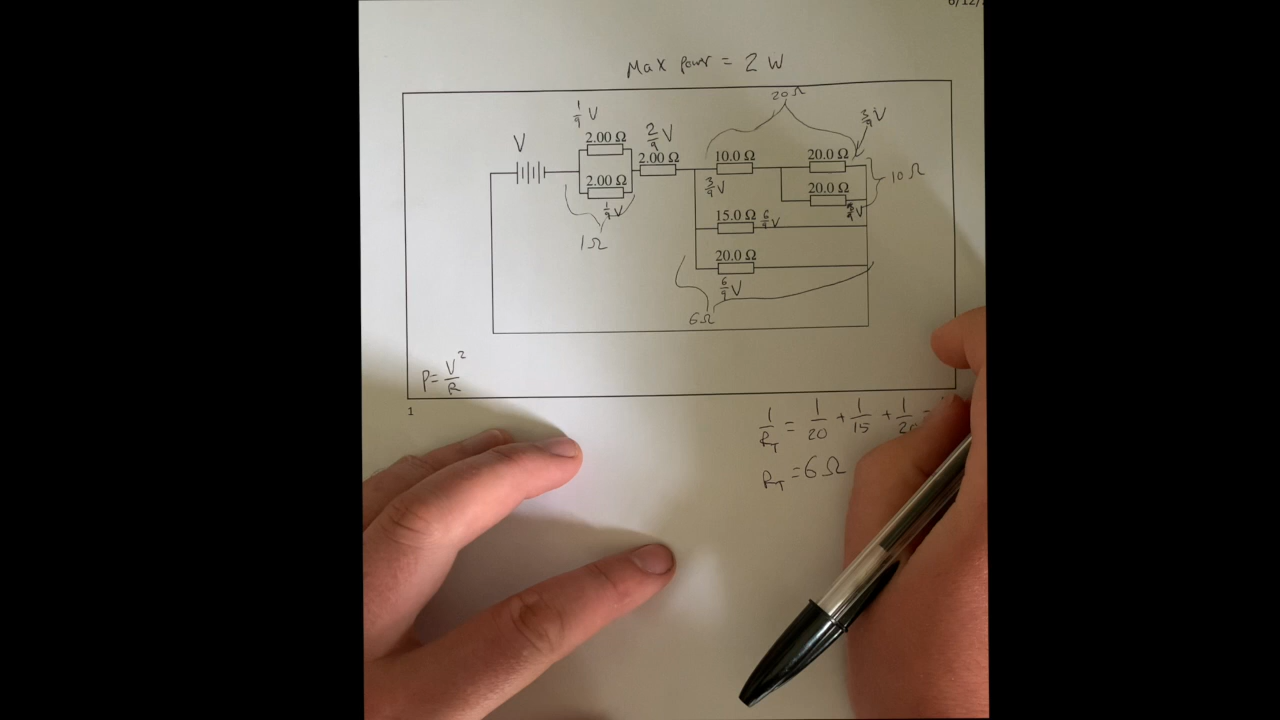 6/12/
Max power = 2 W
20 Ω
1/9 V
3/9 V
V
2/9 V
2.00 Ω
2.00 Ω
10.0 Ω
20.0 Ω
10 Ω
2.00 Ω
3/9 V
20.0 Ω
1/9 V
15.0 Ω 6/9 V
1 Ω
20.0 Ω
6/9 V
6 Ω
P = V²/R
1
1/R_T = 1/20 + 1/15 + 1/20 =
R_T = 6 Ω